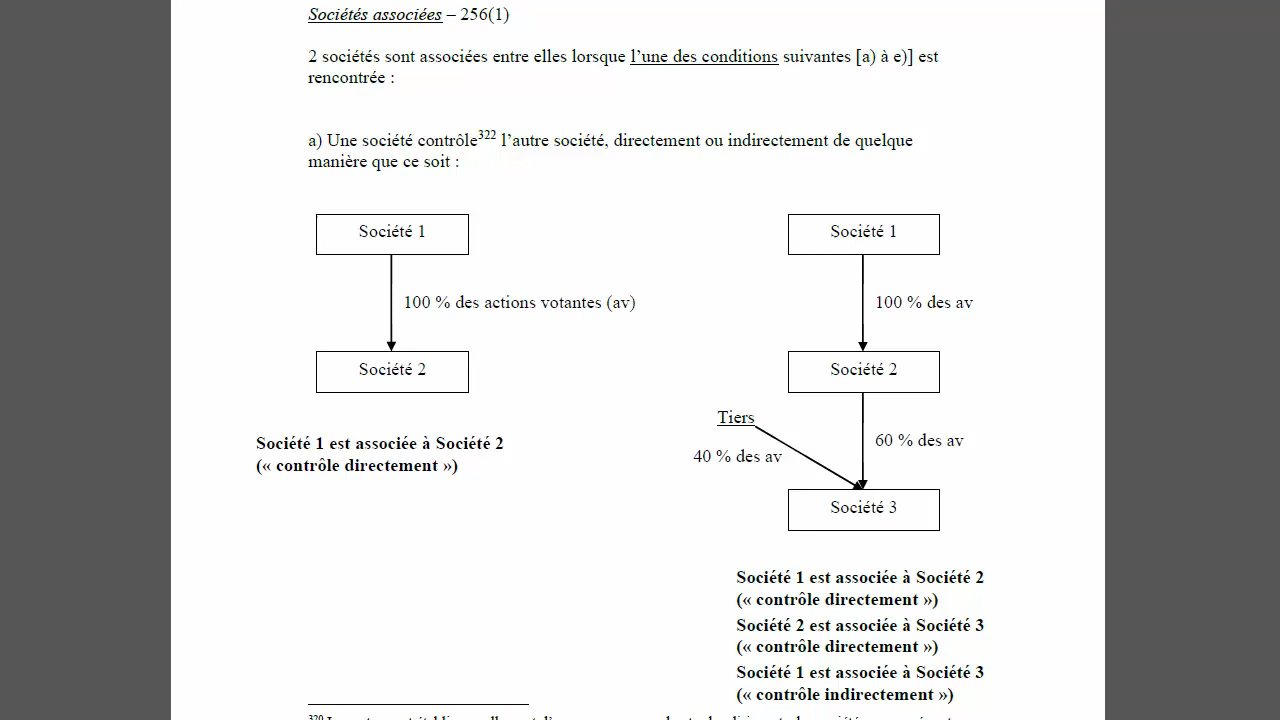 Sociétés associées – 256(1)
2 sociétés sont associées entre elles lorsque l’une des conditions suivantes [a) à e)] est
rencontrée :
a) Une société contrôle322 l’autre société, directement ou indirectement de quelque
manière que ce soit :
Société 1
100 % des actions votantes (av)
Société 2
Société 1 est associée à Société 2
(« contrôle directement »)
Société 1
100 % des av
Société 2
Tiers
60 % des av
40 % des av
Société 3
Société 1 est associée à Société 2
(« contrôle directement »)
Société 2 est associée à Société 3
(« contrôle directement »)
Société 1 est associée à Société 3
(« contrôle indirectement »)